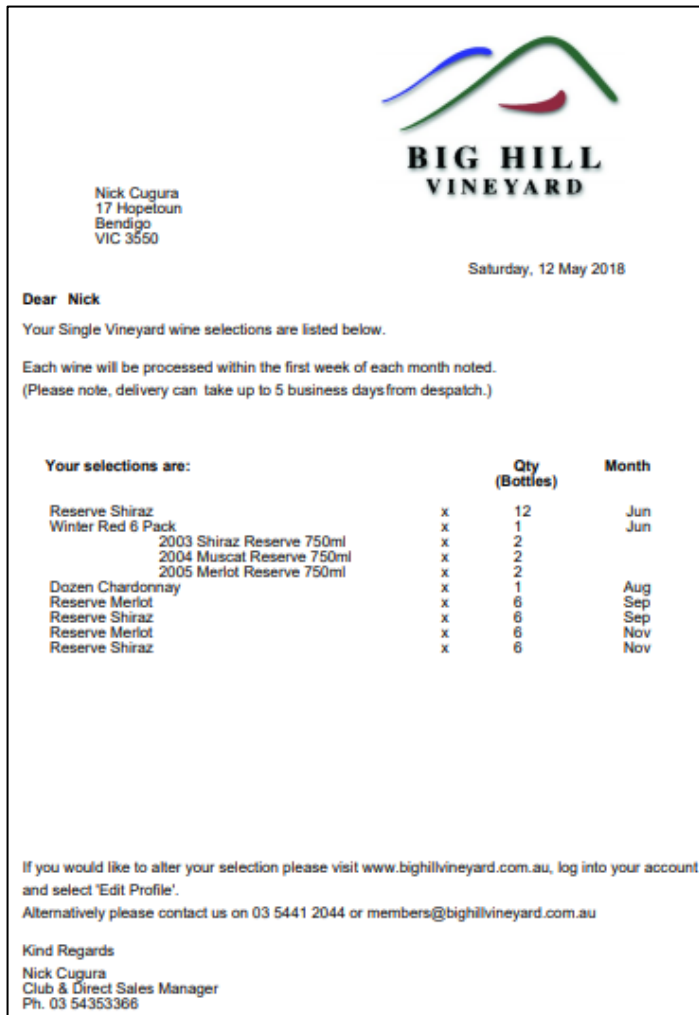 BIG HILL
VINEYARD
Nick Cugura
17 Hopetoun
Bendigo
VIC 3550
Saturday, 12 May 2018
Dear Nick
Your Single Vineyard wine selections are listed below.
Each wine will be processed within the first week of each month noted.
(Please note, delivery can take up to 5 business daysfrom despatch.)
Your selections are: Qty Month
(Bottles)
Reserve Shiraz x 12 Jun
Winter Red 6 Pack x 1 Jun
2003 Shiraz Reserve 750ml x 2
2004 Muscat Reserve 750ml x 2
2005 Merlot Reserve 750ml x 2
Dozen Chardonnay x 1 Aug
Reserve Merlot x 6 Sep
Reserve Shiraz x 6 Sep
Reserve Merlot x 6 Nov
Reserve Shiraz x 6 Nov
If you would like to alter your selection please visit www.bighillvineyard.com.au, log into your account
and select 'Edit Profile'.
Alternatively please contact us on 03 5441 2044 or members@bighillvineyard.com.au
Kind Regards
Nick Cugura
Club & Direct Sales Manager
Ph. 03 54353366